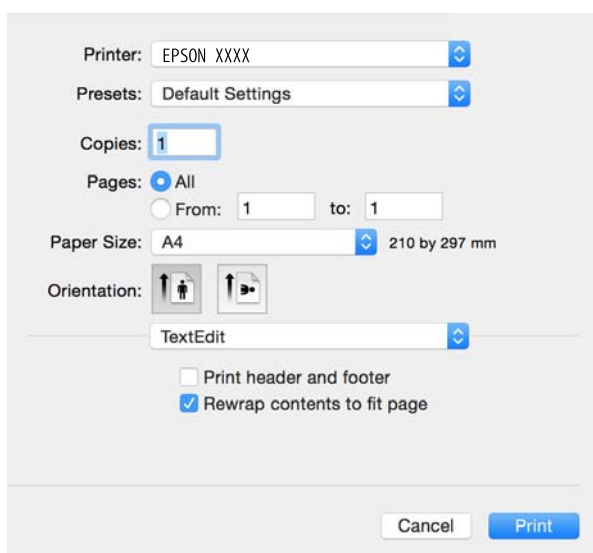 Printer: EPSON XXXX
Presets: Default Settings
Copies: 1
Pages: All
From: 1 to: 1
Paper Size: A4 210 by 297 mm
Orientation:
TextEdit
Print header and footer
Rewrap contents to fit page
Cancel Print